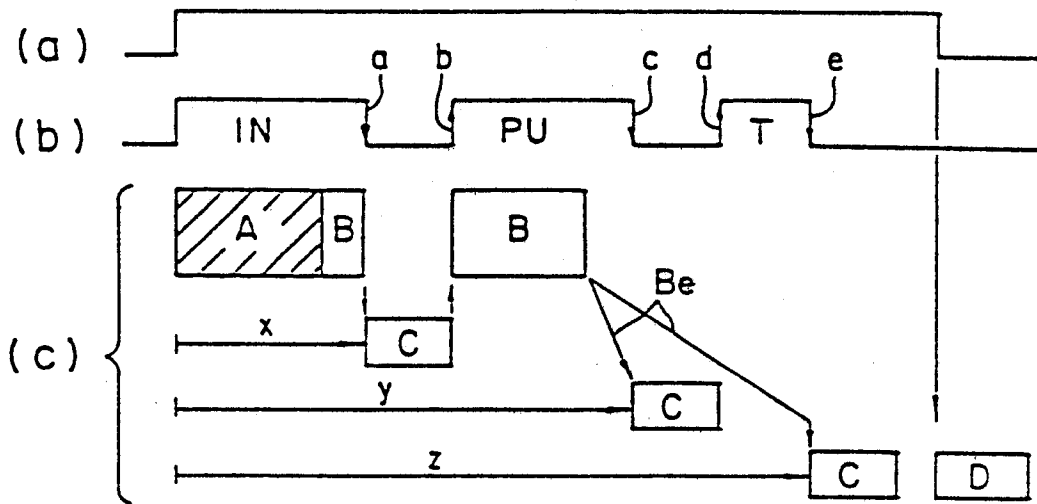 (a)
a b c d e
(b) IN PU T
A B B
Be
(c) x C
y C
z C D